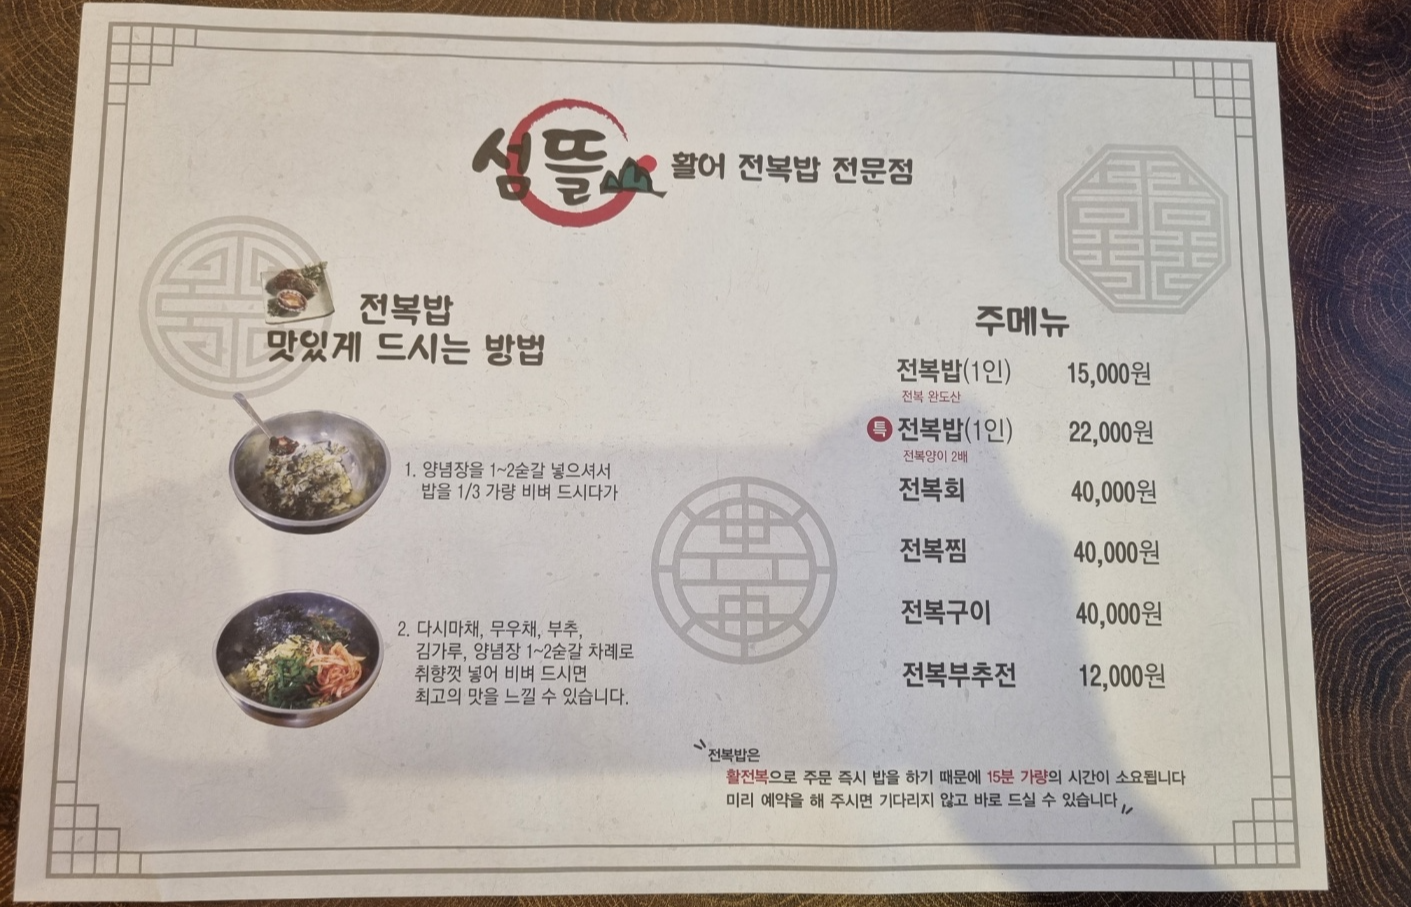 섬뜰 활어 전복밥 전문점
전복밥
맛있게 드시는 방법
1. 양념장을 1~2숟갈 넣으셔서
밥을 1/3 가량 비벼 드시다가
2. 다시마채, 무우채, 부추,
김가루, 양념장 1~2숟갈 차례로
취향껏 넣어 비벼 드시면
최고의 맛을 느낄 수 있습니다.
주메뉴
전복밥(1인) 15,000원
전복 완도산
특 전복밥(1인) 22,000원
전복양이 2배
전복회 40,000원
전복찜 40,000원
전복구이 40,000원
전복부추전 12,000원
전복밥은
활전복으로 주문 즉시 밥을 하기 때문에 15분 가량의 시간이 소요됩니다
미리 예약을 해 주시면 기다리지 않고 바로 드실 수 있습니다